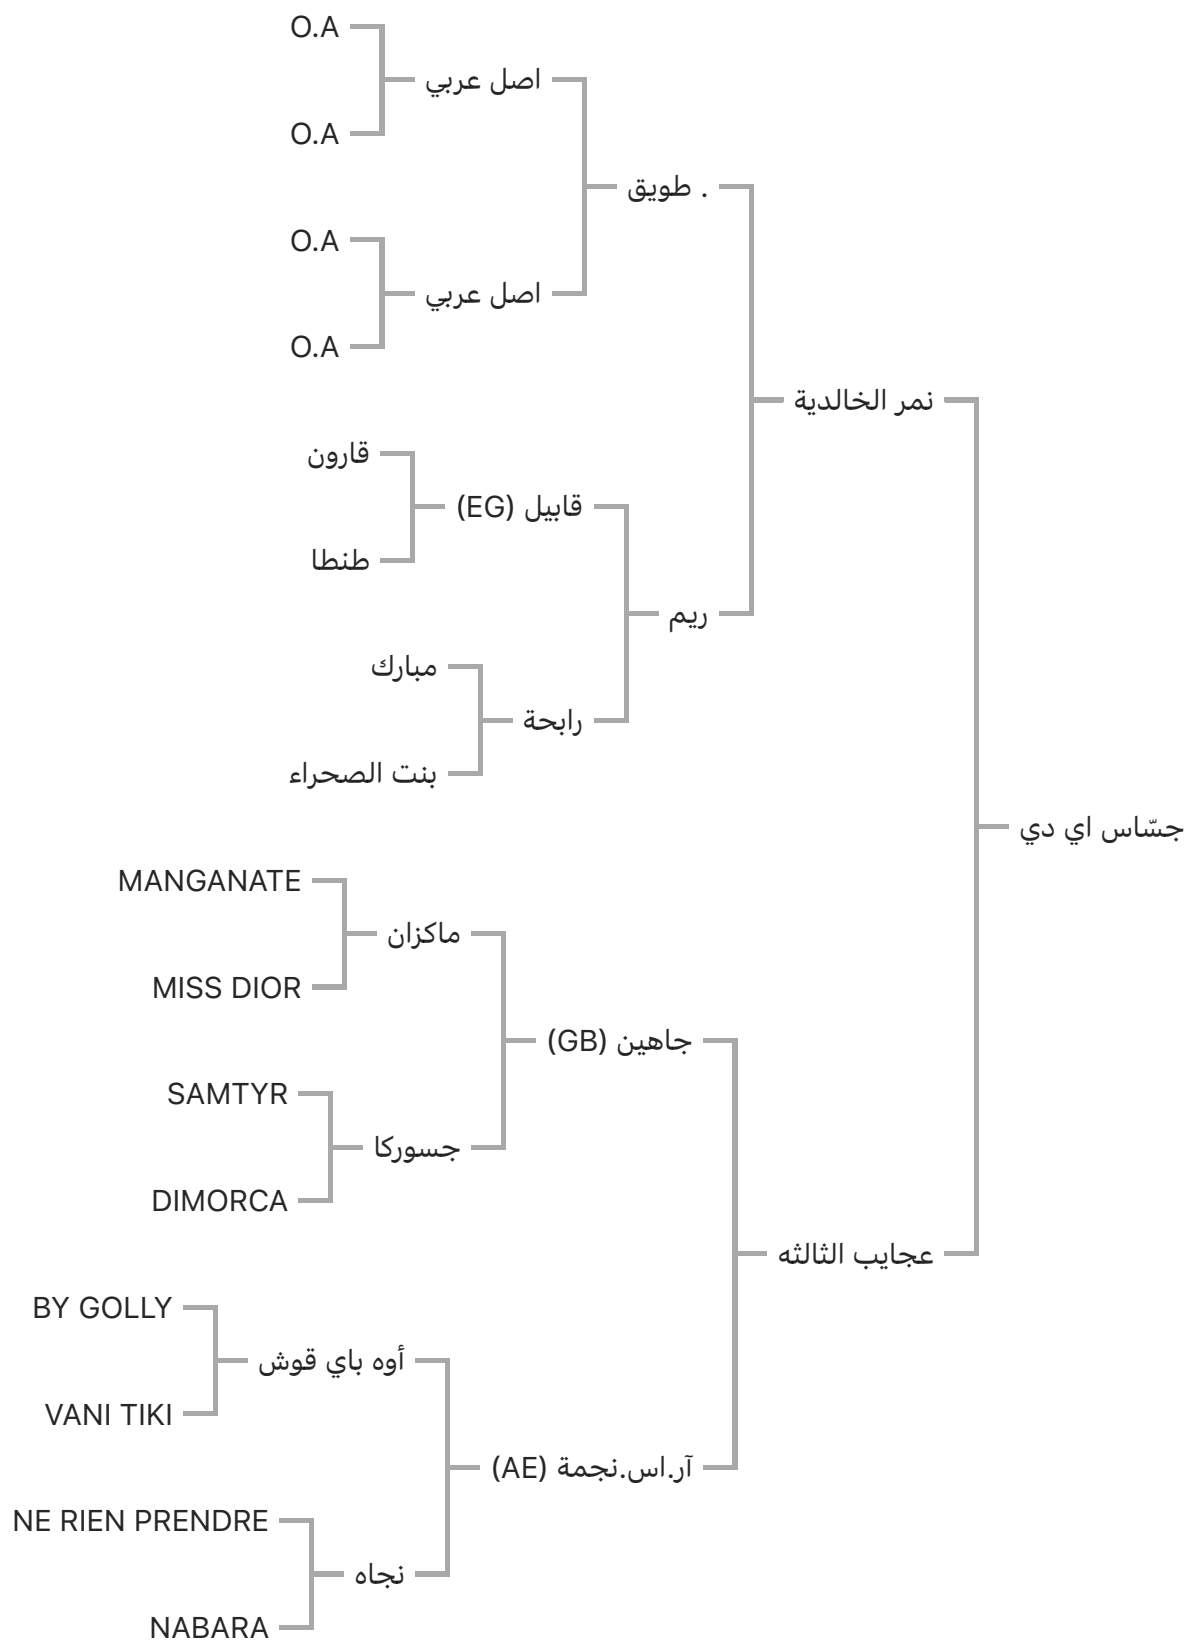 O.A
اصل عربي
O.A
. طويق
O.A
اصل عربي
O.A
نمر الخالدية
قارون
قابيل (EG)
طنطا
ريم
مبارك
رابحة
بنت الصحراء
جسّاس اي دي
MANGANATE
ماكزان
MISS DIOR
جاهين (GB)
SAMTYR
جسوركا
DIMORCA
عجايب الثالثه
BY GOLLY
أوه باي قوش
VANI TIKI
آر.اس.نجمة (AE)
NE RIEN PRENDRE
نجاه
NABARA